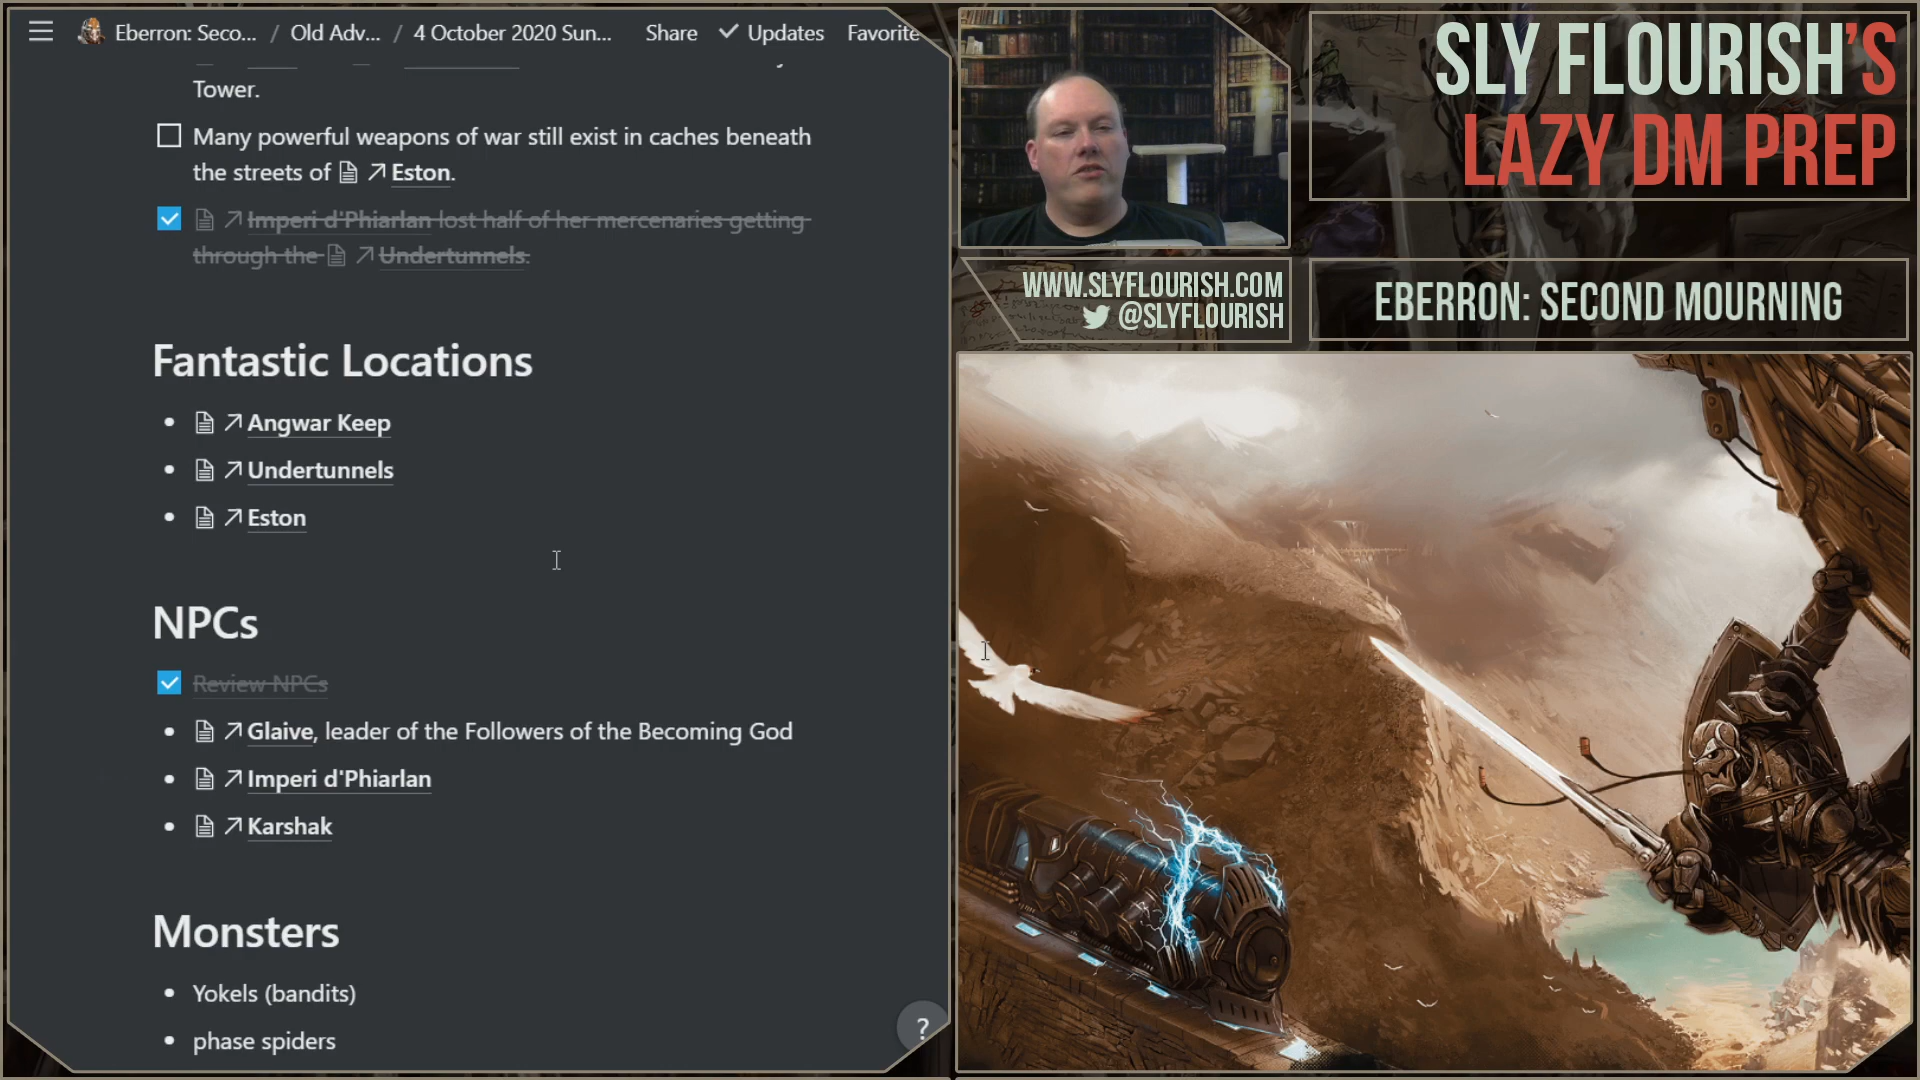 Eberron: Seco... / Old Adv... / 4 October 2020 Sun... Share Updates Favorite
Tower.
Many powerful weapons of war still exist in caches beneath
the streets of Eston.
Imperi d'Phiarlan lost half of her mercenaries getting
through the Undertunnels.
Fantastic Locations
• Angwar Keep
• Undertunnels
• Eston
NPCs
Review NPCs
• Glaive, leader of the Followers of the Becoming God
• Imperi d'Phiarlan
• Karshak
Monsters
• Yokels (bandits)
• phase spiders
?
SLY FLOURISH'S
LAZY DM PREP
WWW.SLYFLOURISH.COM
@SLYFLOURISH
EBERRON: SECOND MOURNING